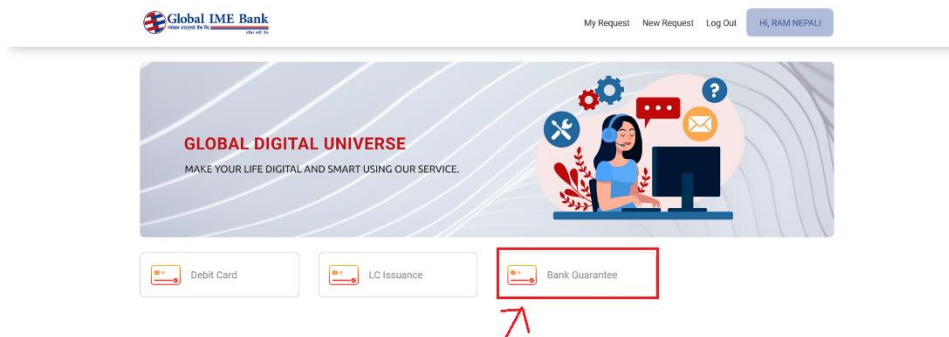 Global IME Bank
My Request New Request Log Out Hi, RAM NEPALI
GLOBAL DIGITAL UNIVERSE
MAKE YOUR LIFE DIGITAL AND SMART USING OUR SERVICE.
?
Debit Card LC Issuance Bank Guarantee